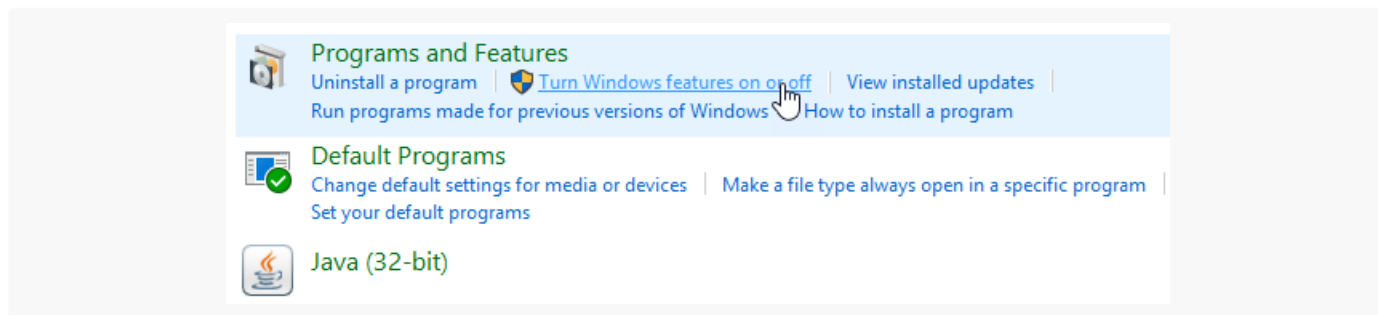 Programs and Features
Uninstall a program Turn Windows features on or off View installed updates
Run programs made for previous versions of Windows How to install a program
Default Programs
Change default settings for media or devices Make a file type always open in a specific program
Set your default programs
Java (32-bit)